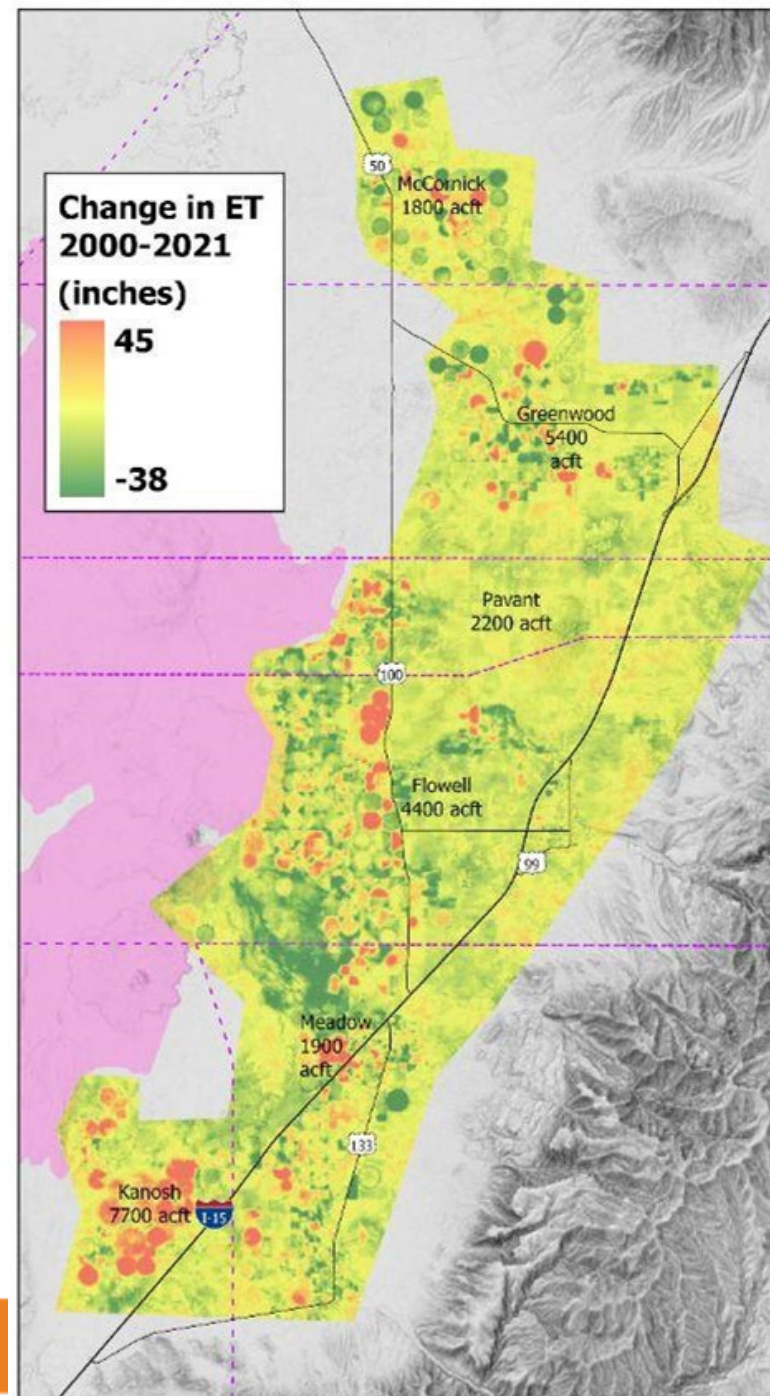 Change in ET
2000-2021
(inches)
45
-38
50
McCornick
1800 acft
Greenwood
5400
acft
Pavant
2200 acft
100
Flowell
4400 acft
99
Meadow
1900
acft
133
Kanosh
7700 acft
I-15